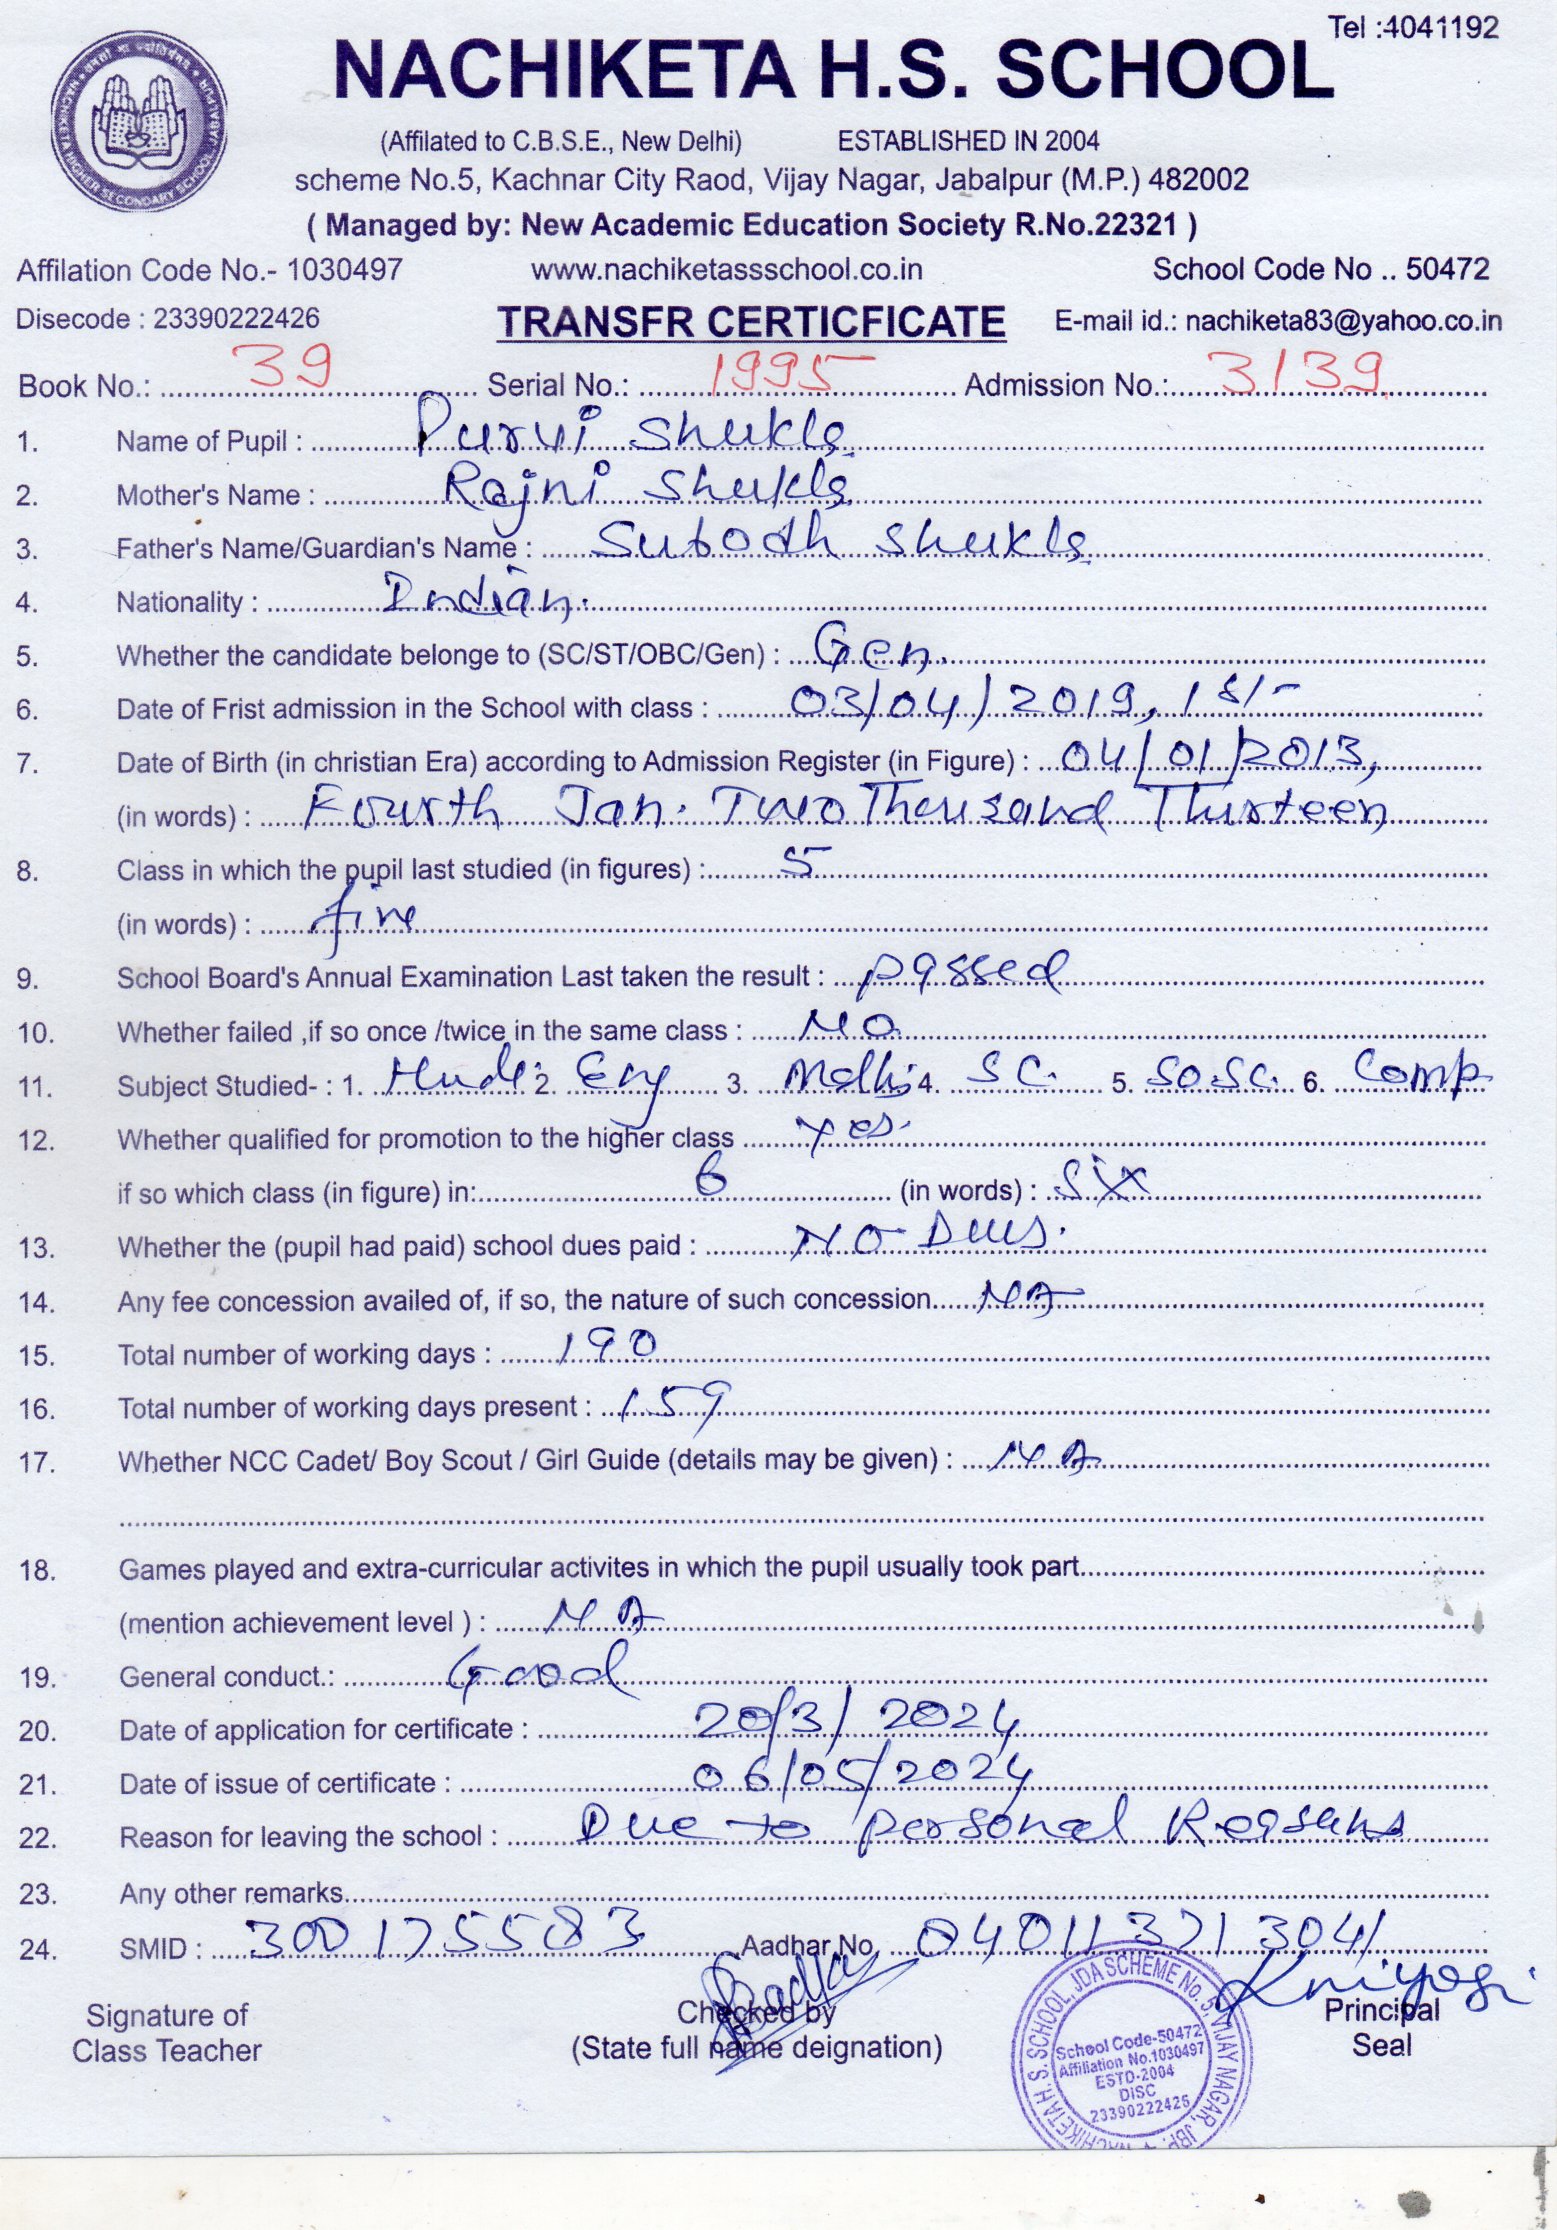 Tel :4041192
NACHIKETA H.S. SCHOOL
(Affilated to C.B.S.E., New Delhi) ESTABLISHED IN 2004
scheme No.5, Kachnar City Raod, Vijay Nagar, Jabalpur (M.P.) 482002
( Managed by: New Academic Education Society R.No.22321 )
Affilation Code No.- 1030497 www.nachiketassschool.co.in School Code No .. 50472
Disecode : 23390222426 TRANSFR CERTICFICATE E-mail id.: nachiketa83@yahoo.co.in
Book No.: 39 Serial No.: 1995 Admission No.: 3139
1. Name of Pupil : Purvi Shukla
2. Mother's Name : Rajni Shukla
3. Father's Name/Guardian's Name : Subodh Shukla
4. Nationality : Indian.
5. Whether the candidate belonge to (SC/ST/OBC/Gen) : Gen.
6. Date of Frist admission in the School with class : 03/04/2019, 1st
7. Date of Birth (in christian Era) according to Admission Register (in Figure) : 04/01/2013,
(in words) : Fourth Jan. Two Thousand Thirteen
8. Class in which the pupil last studied (in figures) : 5
(in words) : five
9. School Board's Annual Examination Last taken the result : passed
10. Whether failed ,if so once /twice in the same class : NO
11. Subject Studied- : 1. Hindi 2. Eng 3. Maths 4. SC. 5. SO.SC. 6. Comp
12. Whether qualified for promotion to the higher class yes.
if so which class (in figure) in: 6 (in words) : Six
13. Whether the (pupil had paid) school dues paid : NO Dues.
14. Any fee concession availed of, if so, the nature of such concession NA
15. Total number of working days : 190
16. Total number of working days present : 159
17. Whether NCC Cadet/ Boy Scout / Girl Guide (details may be given) : NA
18. Games played and extra-curricular activites in which the pupil usually took part
(mention achievement level ) : NA
19. General conduct.: Good
20. Date of application for certificate : 20/3/2024
21. Date of issue of certificate : 06/05/2024
22. Reason for leaving the school : Due to personal Reasons
23. Any other remarks
24. SMID : 300175583 Aadhar No. 040113713041
Signature of Checked by Principal
Class Teacher (State full name deignation) Seal
NACHIKETA H. S. SCHOOL, JDA SCHEME No. 5, VIJAY NAGAR, JBP.
School Code-50472
Affiliation No.1030497
ESTD-2004
DISC
23390222426